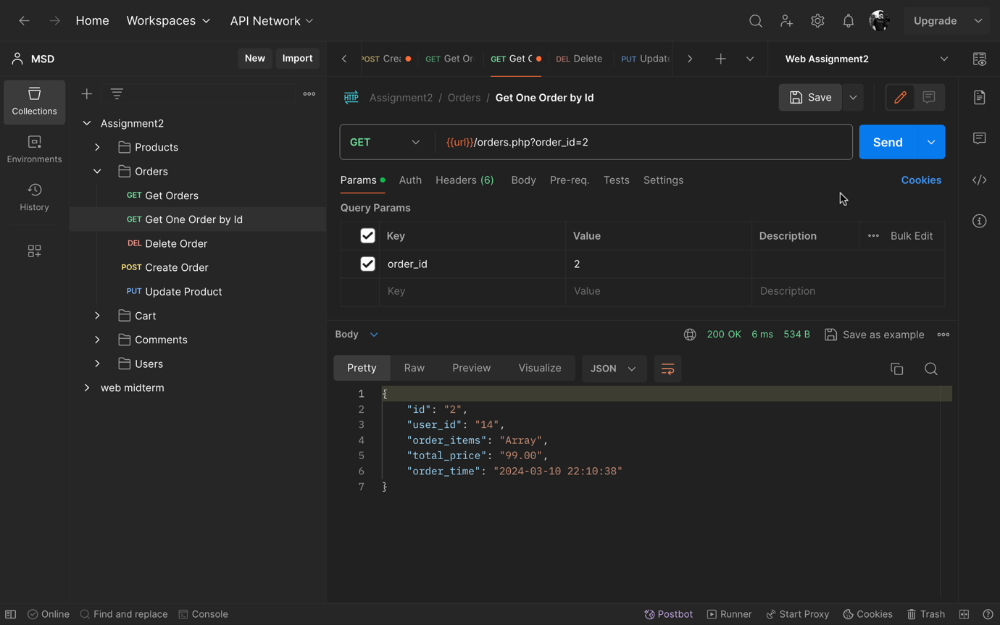 Home Workspaces API Network Upgrade
MSD New Import
POST Crea GET Get Or GET Get O DEL Delete PUT Update Web Assignment2
Collections
Environments
History
Assignment2
Products
Orders
GET Get Orders
GET Get One Order by Id
DEL Delete Order
POST Create Order
PUT Update Product
Cart
Comments
Users
web midterm
HTTP Assignment2 / Orders / Get One Order by Id Save
GET {{url}}/orders.php?order_id=2 Send
Params Auth Headers (6) Body Pre-req. Tests Settings Cookies
Query Params
Key Value Description Bulk Edit
order_id 2
Key Value Description
Body 200 OK 6 ms 534 B Save as example
Pretty Raw Preview Visualize JSON
1 {
2 "id": "2",
3 "user_id": "14",
4 "order_items": "Array",
5 "total_price": "99.00",
6 "order_time": "2024-03-10 22:10:38"
7 }
Online Find and replace Console Postbot Runner Start Proxy Cookies Trash